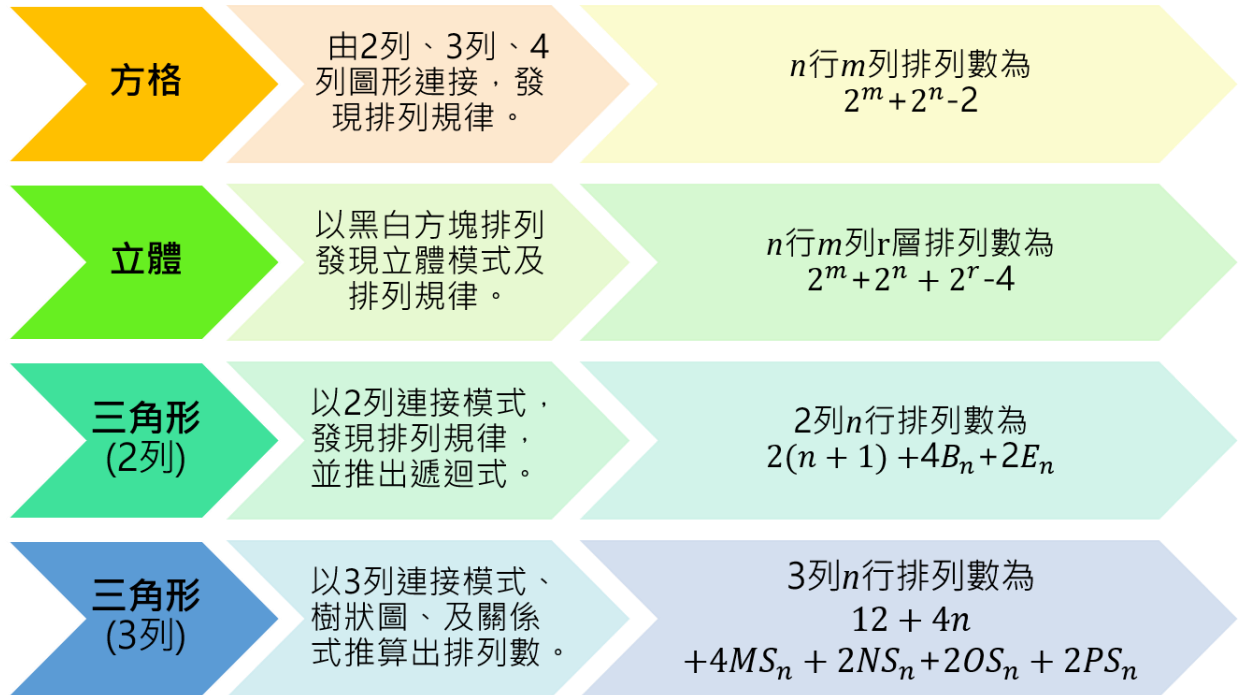 方格
由2列、3列、4
列圖形連接，發
現排列規律。
n行m列排列數為
2^m+2^n-2
立體
以黑白方塊排列
發現立體模式及
排列規律。
n行m列r層排列數為
2^m+2^n + 2^r-4
三角形
(2列)
以2列連接模式，
發現排列規律，
並推出遞迴式。
2列n行排列數為
2(n + 1) +4B_n+2E_n
三角形
(3列)
以3列連接模式、
樹狀圖、及關係
式推算出排列數。
3列n行排列數為
12 + 4n
+4MS_n + 2NS_n+2OS_n + 2PS_n